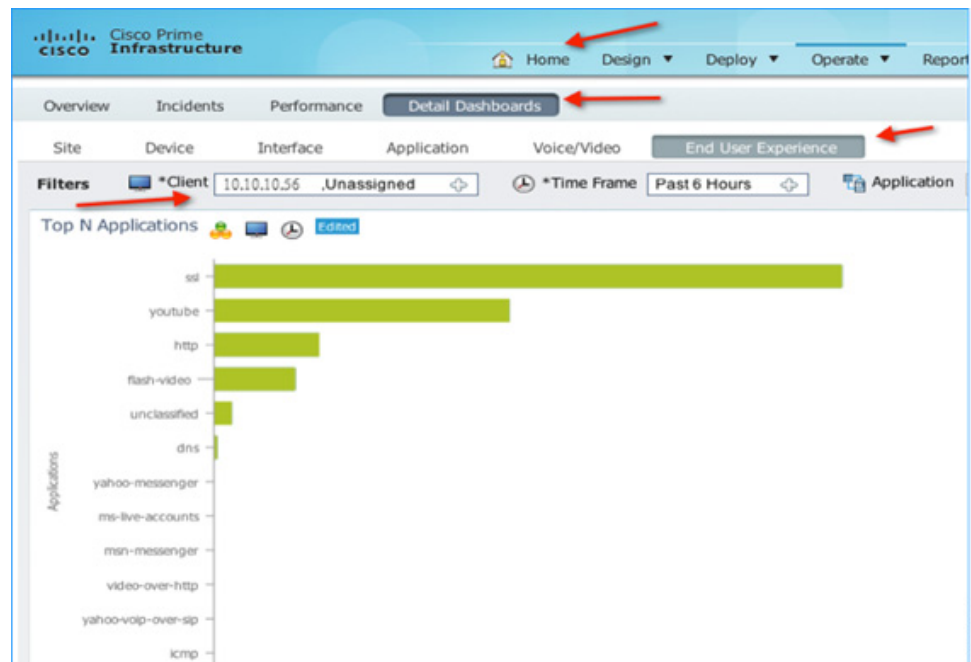 Cisco Prime
cisco Infrastructure
Home Design Deploy Operate Report
Overview Incidents Performance Detail Dashboards
Site Device Interface Application Voice/Video End User Experience
Filters *Client 10.10.10.56 ,Unassigned *Time Frame Past 6 Hours Application
Top N Applications Edited
ssl
youtube
http
flash-video
unclassified
dns
yahoo-messenger
ms-live-accounts
msn-messenger
video-over-http
yahoo-voip-over-sip
icmp
Applications